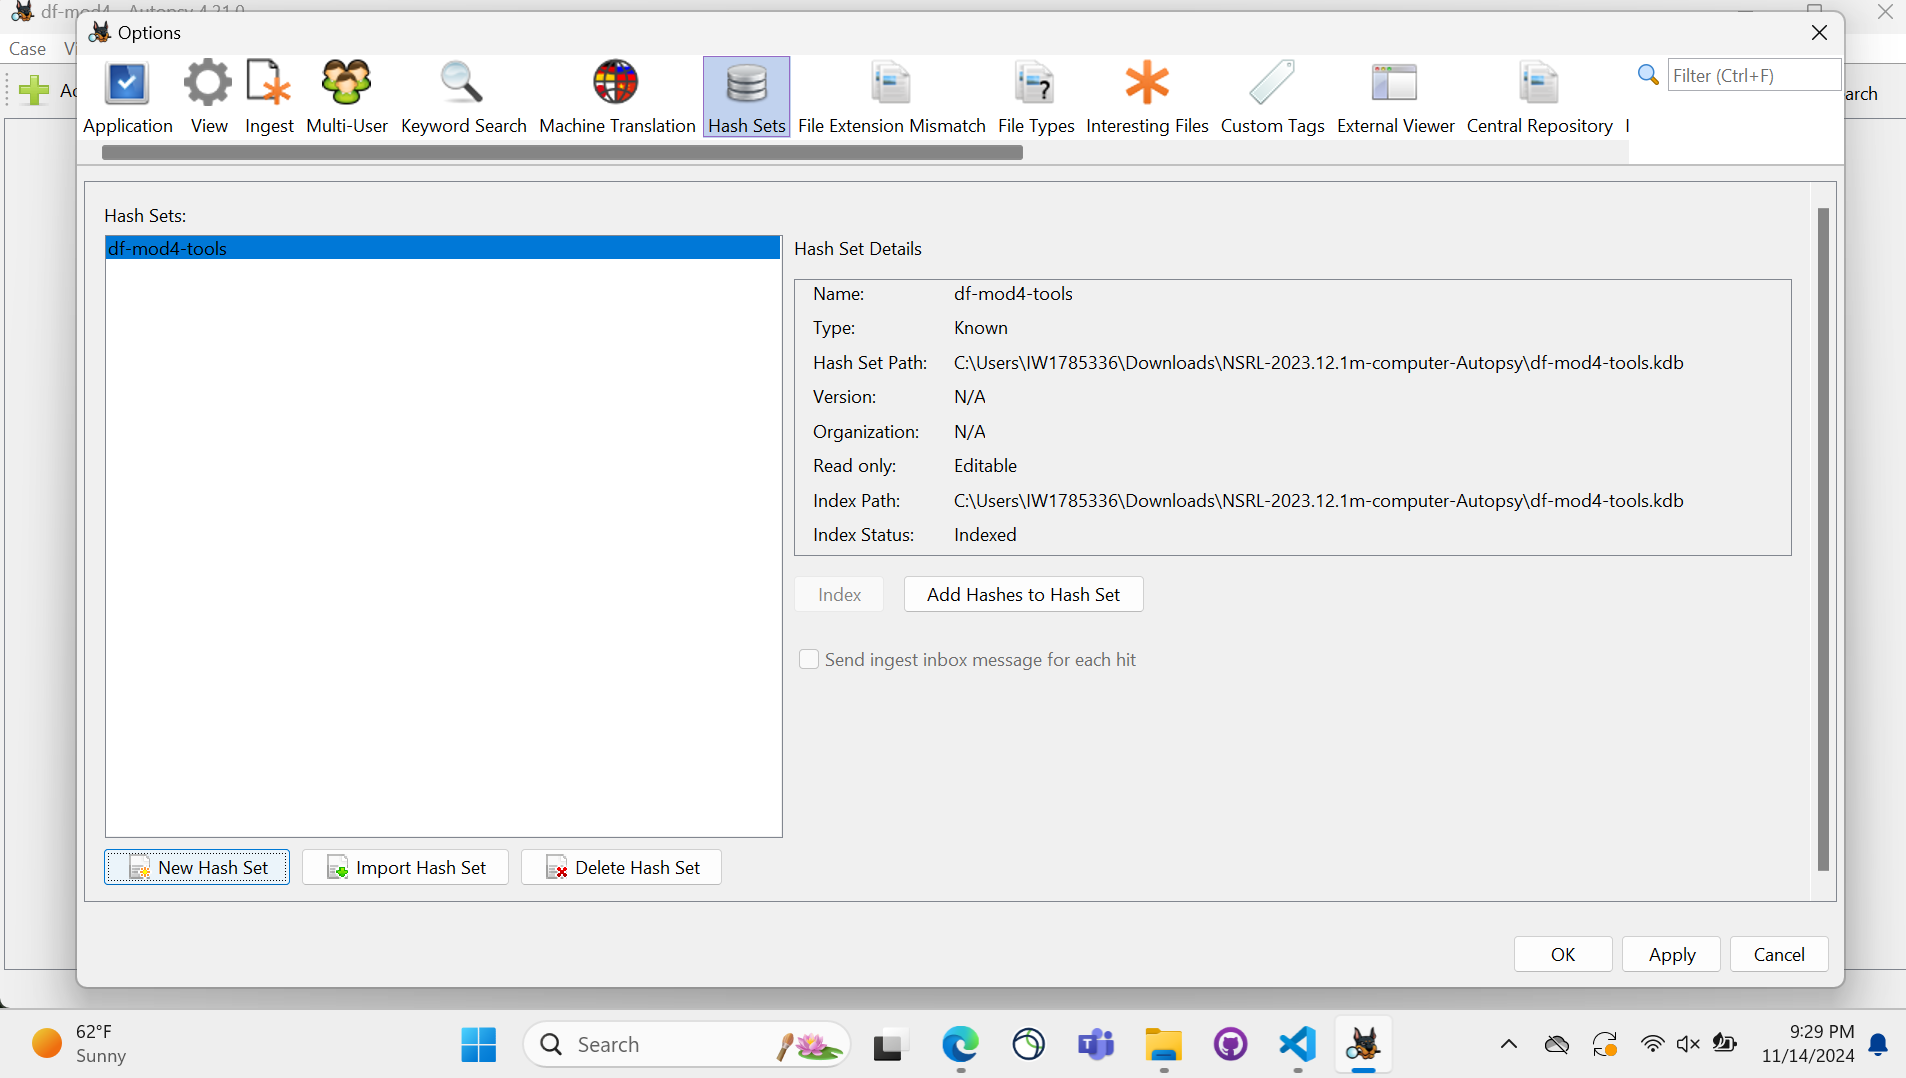 df-mod4 - Autopsy 4.21.0
Options
Case
Application
View
Ingest
Multi-User
Keyword Search
Machine Translation
Hash Sets
File Extension Mismatch
File Types
Interesting Files
Custom Tags
External Viewer
Central Repository
Filter (Ctrl+F)
arch
Hash Sets:
df-mod4-tools
Hash Set Details
Name: df-mod4-tools
Type: Known
Hash Set Path: C:\Users\IW1785336\Downloads\NSRL-2023.12.1m-computer-Autopsy\df-mod4-tools.kdb
Version: N/A
Organization: N/A
Read only: Editable
Index Path: C:\Users\IW1785336\Downloads\NSRL-2023.12.1m-computer-Autopsy\df-mod4-tools.kdb
Index Status: Indexed
Index
Add Hashes to Hash Set
Send ingest inbox message for each hit
New Hash Set
Import Hash Set
Delete Hash Set
OK
Apply
Cancel
62°F
Sunny
Search
9:29 PM
11/14/2024